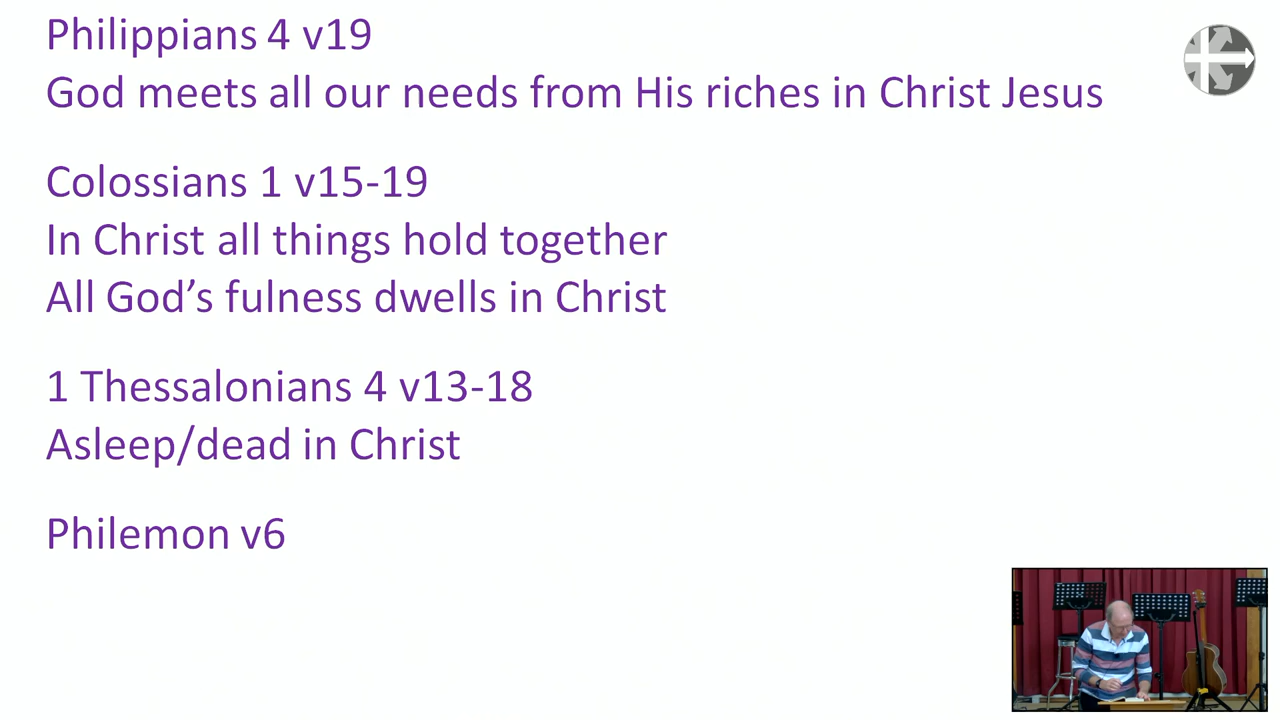 Philippians 4 v19
God meets all our needs from His riches in Christ Jesus
Colossians 1 v15-19
In Christ all things hold together
All God’s fulness dwells in Christ
1 Thessalonians 4 v13-18
Asleep/dead in Christ
Philemon v6